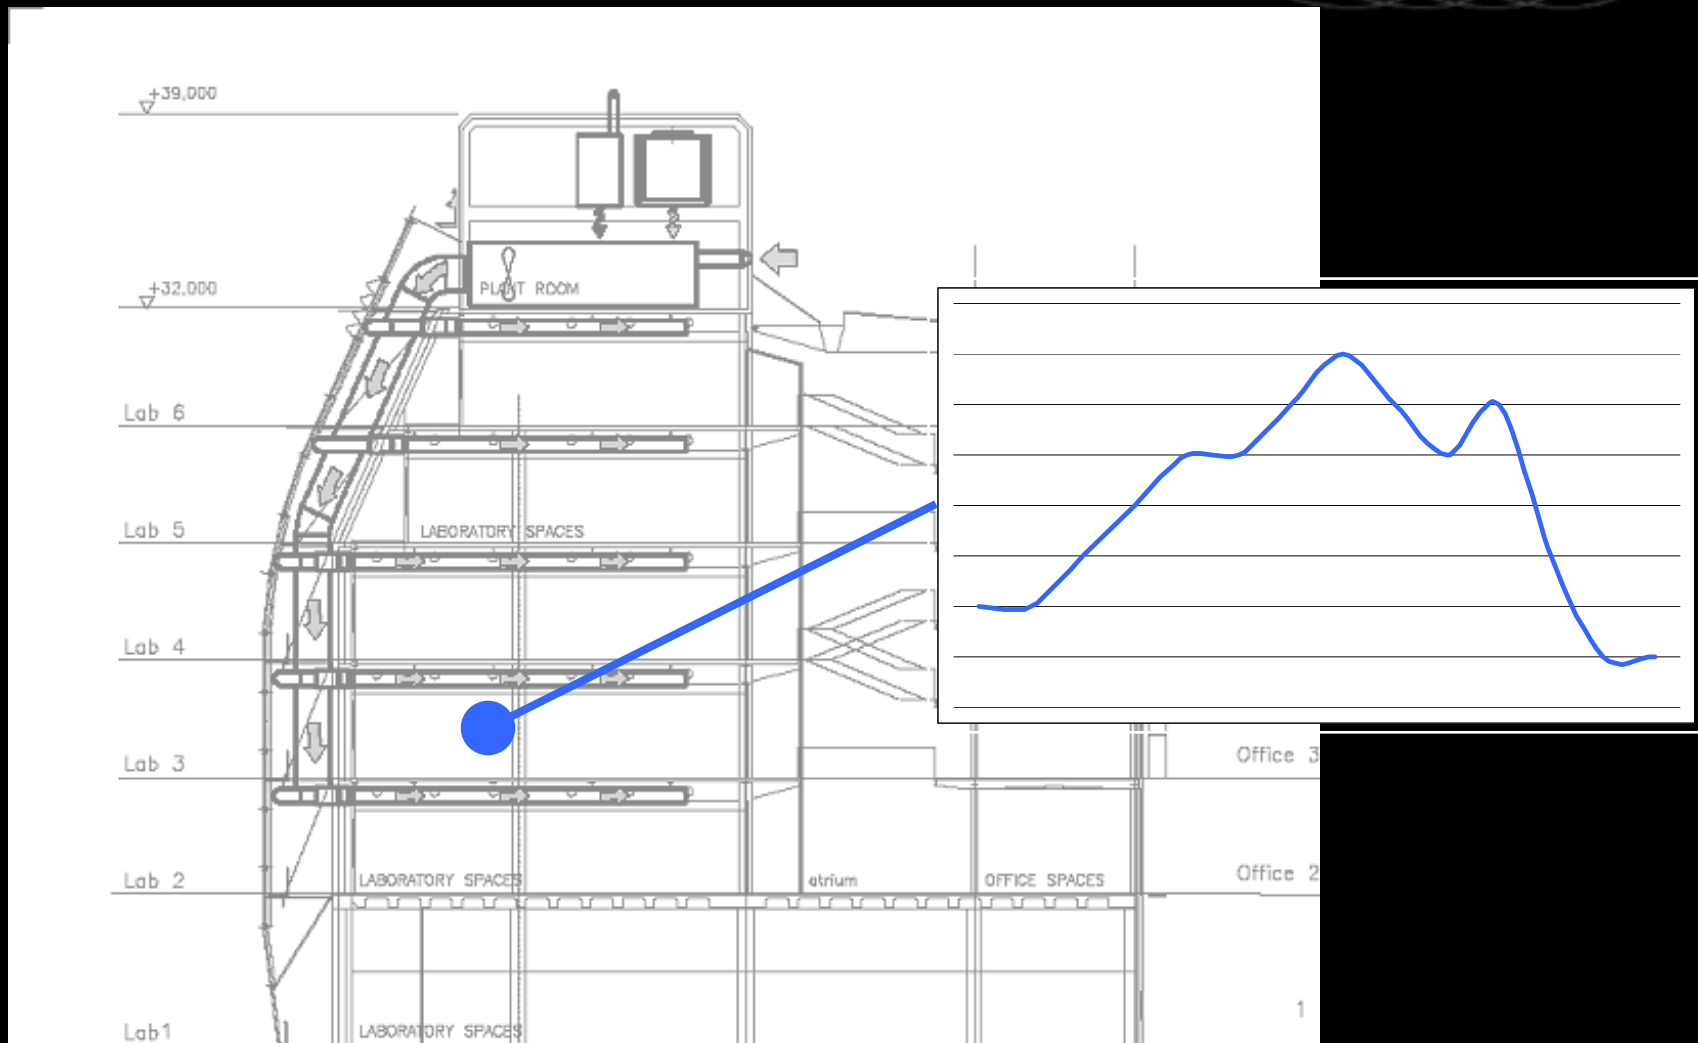 +39,000
+32,000
PLANT ROOM
Lab 6
Lab 5
LABORATORY SPACES
Lab 4
Lab 3
Office 3
Lab 2
LABORATORY SPACES
atrium
OFFICE SPACES
Office 2
1
Lab1
LABORATORY SPACES